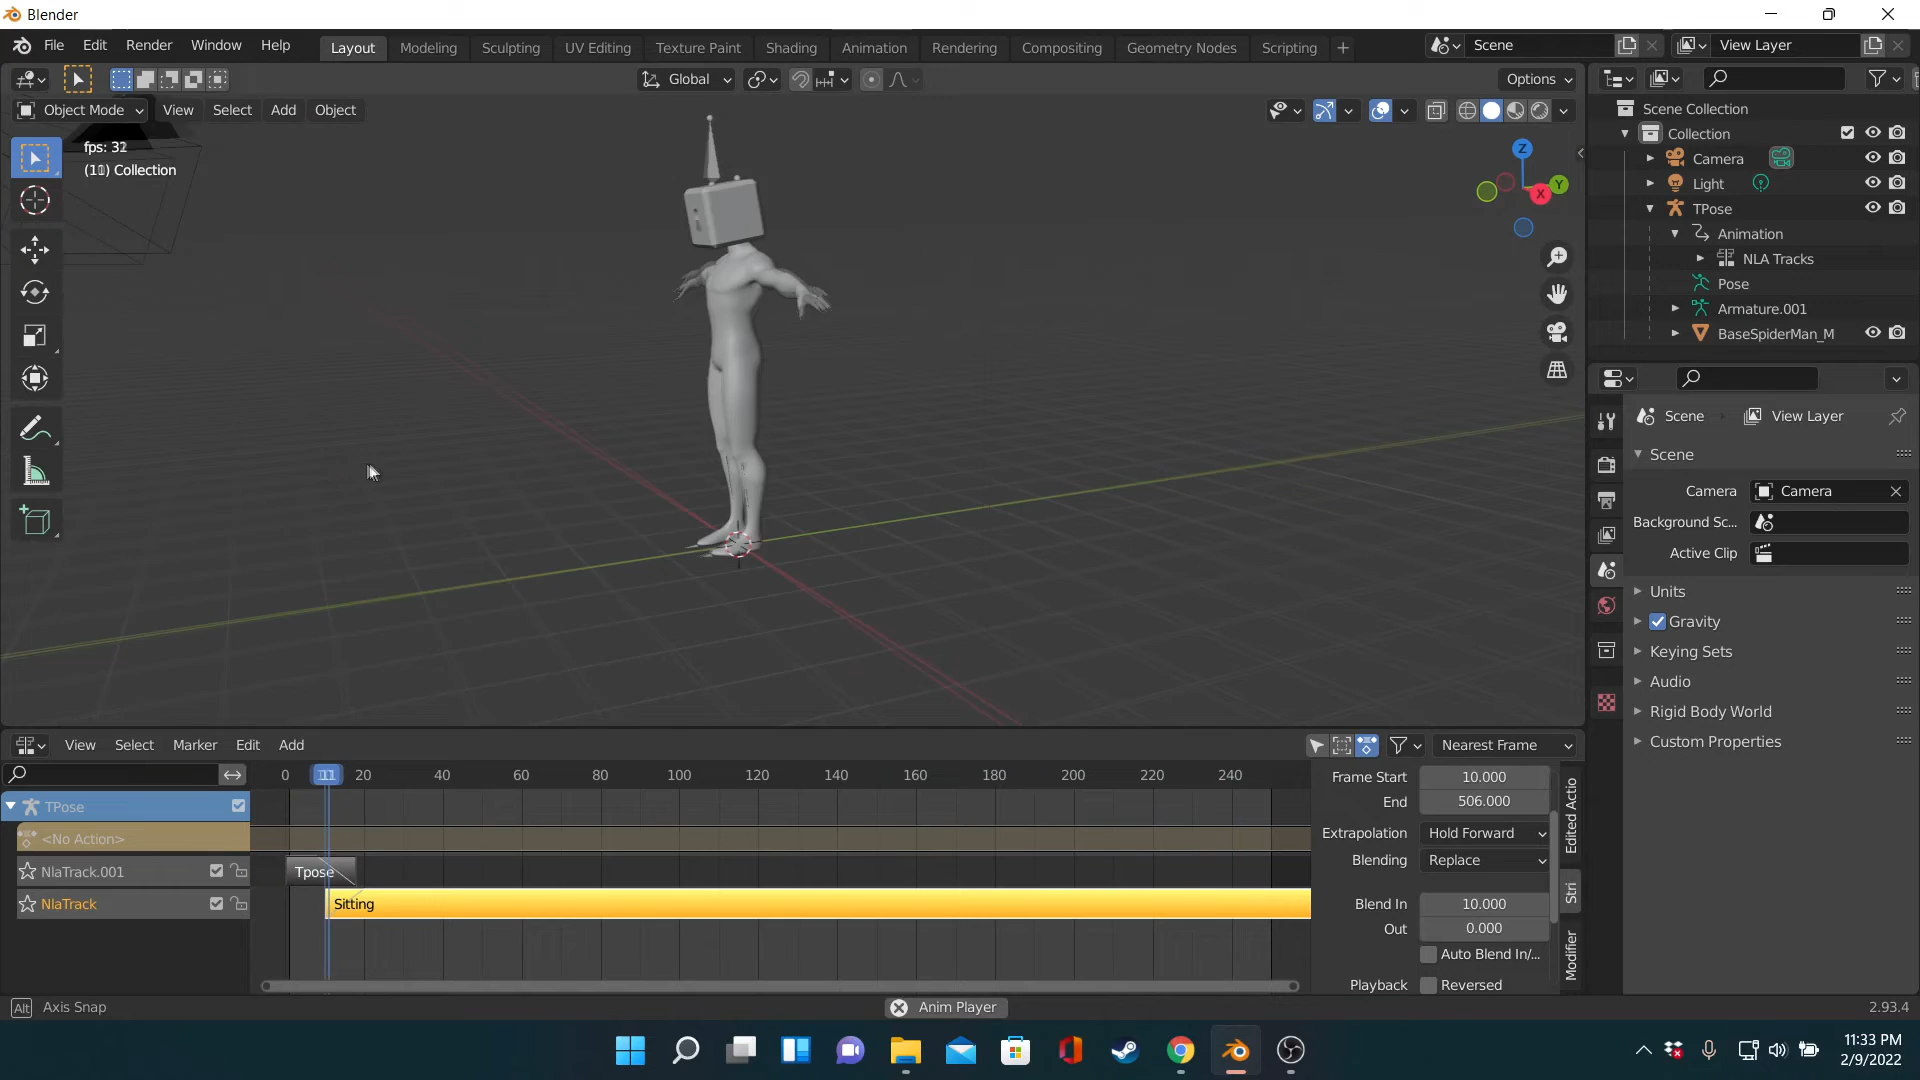 Blender
File Edit Render Window Help Layout Modeling Sculpting UV Editing Texture Paint Shading Animation Rendering Compositing Geometry Nodes Scripting + Scene View Layer
Global Options
Object Mode View Select Add Object
fps: 32
(11) Collection
Z
Y
X
Scene Collection
Collection
Camera
Light
TPose
Animation
NLA Tracks
Pose
Armature.001
BaseSpiderMan_M
Scene View Layer
Scene
Camera Camera
Background Sc...
Active Clip
Units
Gravity
Keying Sets
Audio
Rigid Body World
Custom Properties
View Select Marker Edit Add Nearest Frame
0 11 20 40 60 80 100 120 140 160 180 200 220 240
TPose
<No Action>
NlaTrack.001 Tpose
NlaTrack Sitting
Frame Start 10.000
End 506.000
Extrapolation Hold Forward
Blending Replace
Blend In 10.000
Out 0.000
Auto Blend In/...
Playback Reversed
Edited Actio
Stri
Modifier
Alt Axis Snap Anim Player 2.93.4
11:33 PM
2/9/2022